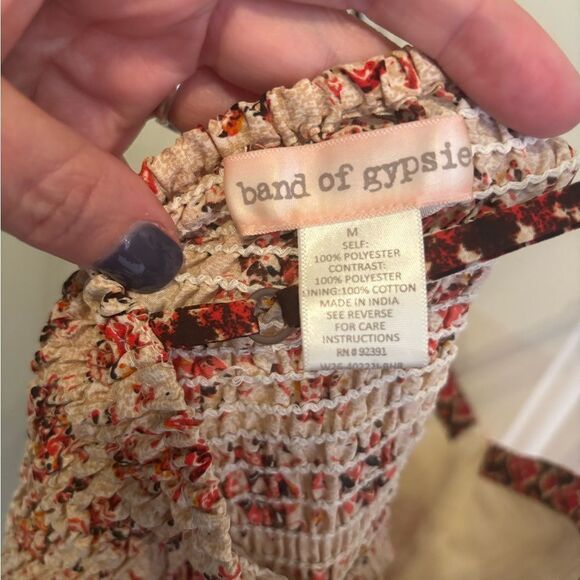 band of gypsie
M
SELF:
100% POLYESTER
CONTRAST:
100% POLYESTER
LINING:100% COTTON
MADE IN INDIA
SEE REVERSE
FOR CARE
INSTRUCTIONS
RN # 92391